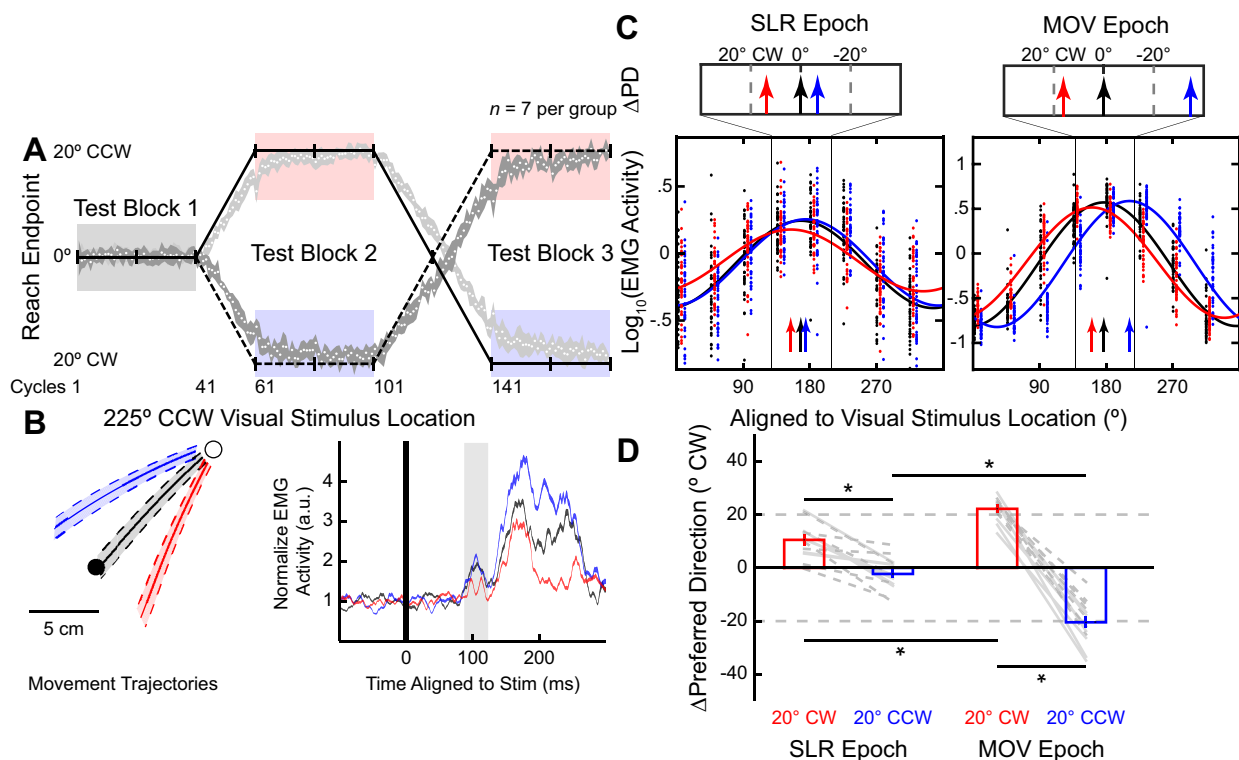 A
n = 7 per group
20º CCW
Test Block 1
Test Block 2
Test Block 3
Reach Endpoint
0º
20º CW
Cycles 1
41
61
101
141
B
225º CCW Visual Stimulus Location
5 cm
Movement Trajectories
Normalize EMG
Activity (a.u.)
4
3
2
1
0
100
200
Time Aligned to Stim (ms)
C
SLR Epoch
MOV Epoch
20° CW
0°
-20°
20° CW
0°
-20°
ΔPD
Log10(EMG Activity)
.5
0
-.5
1
.5
0
-.5
-1
90
180
270
90
180
270
Aligned to Visual Stimulus Location (º)
D
ΔPreferred Direction (º CW)
40
20
0
-20
-40
*
*
*
*
20° CW
20° CCW
20° CW
20° CCW
SLR Epoch
MOV Epoch